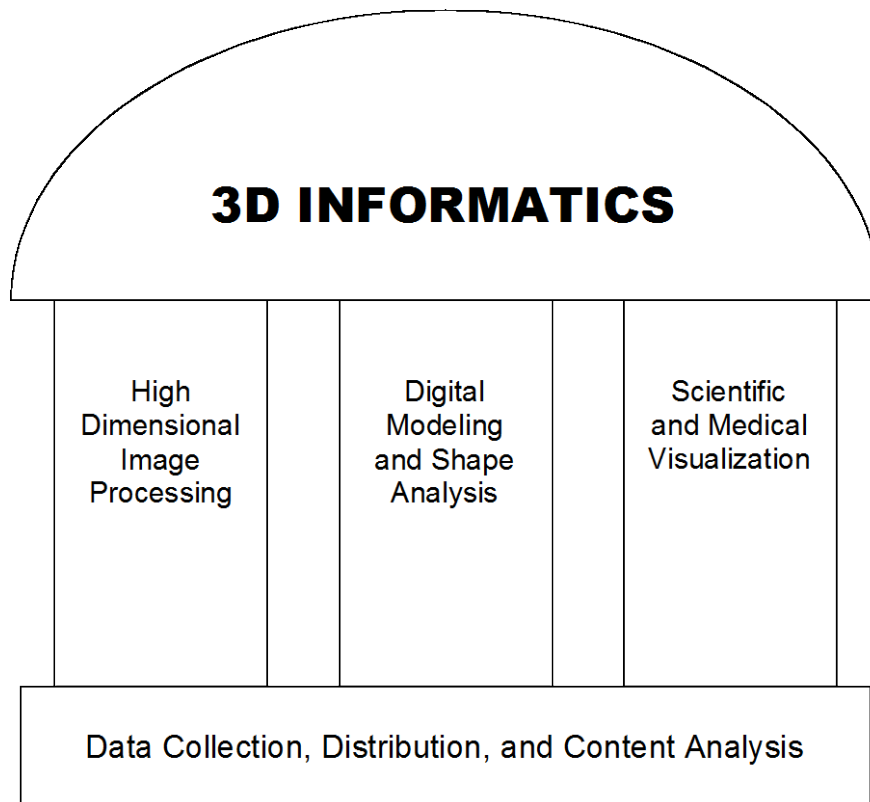 3D INFORMATICS
High
Dimensional
Image
Processing
Digital
Modeling
and Shape
Analysis
Scientific
and Medical
Visualization
Data Collection, Distribution, and Content Analysis